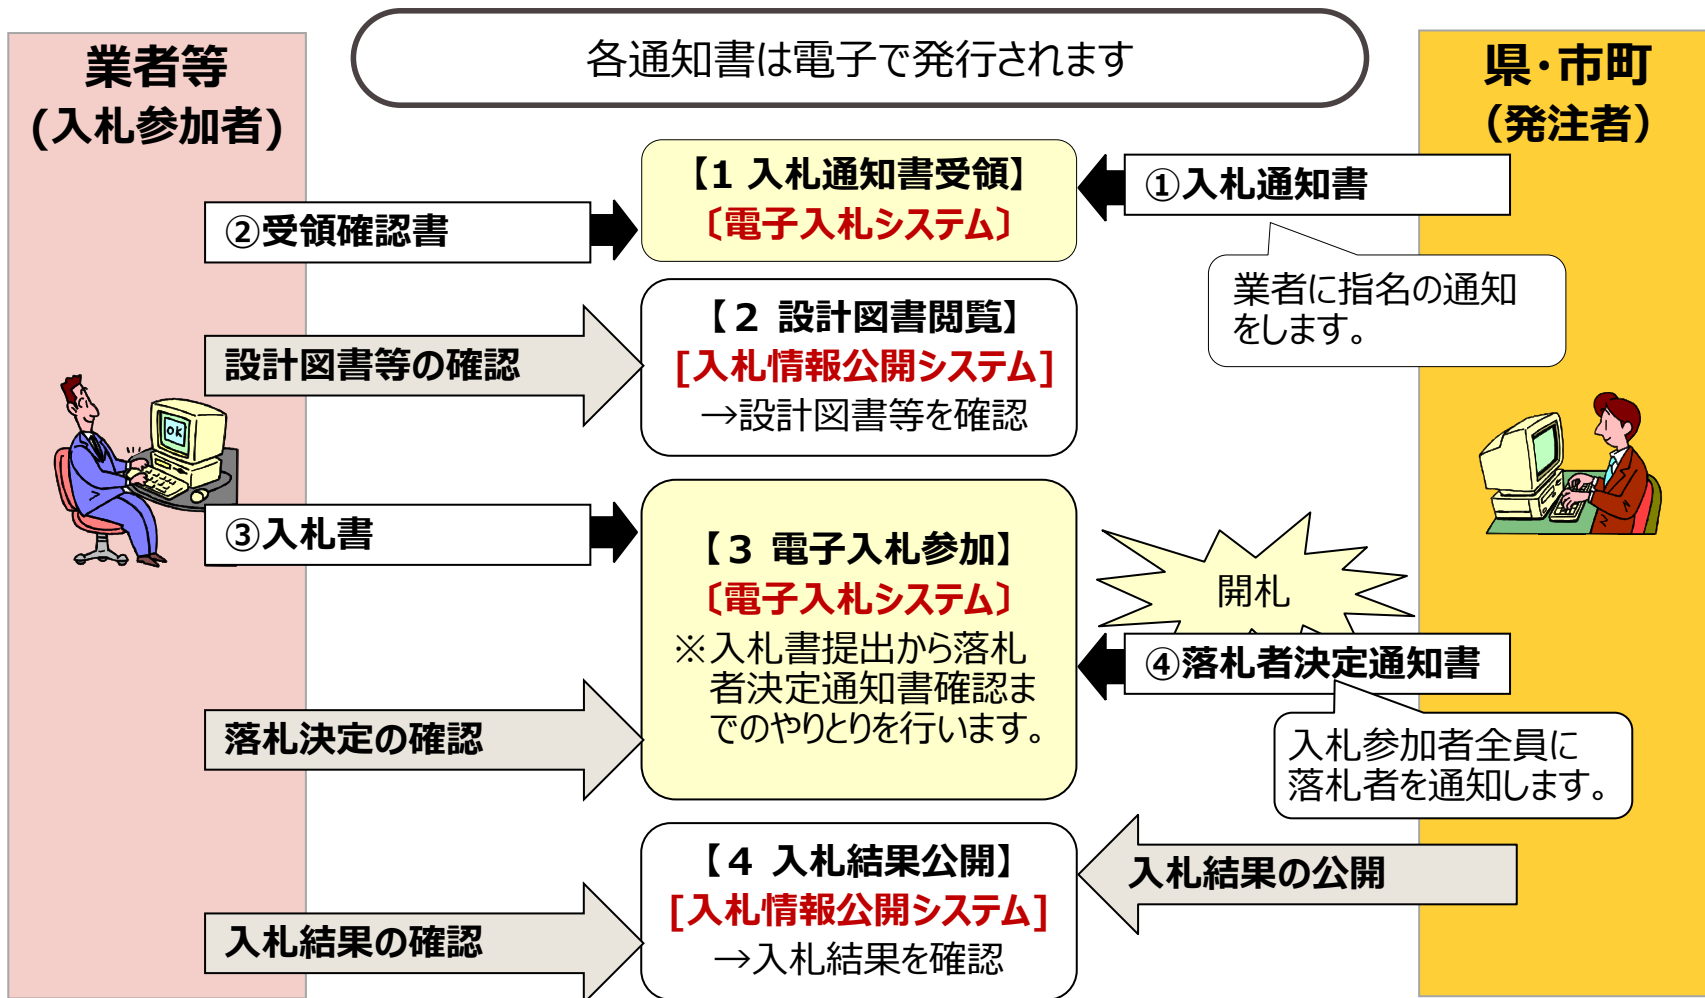 各通知書は電子で発行されます
業者等
(入札参加者)
県・市町
（発注者）
【1 入札通知書受領】
〔電子入札システム〕
①入札通知書
②受領確認書
業者に指名の通知
をします。
【2 設計図書閲覧】
[入札情報公開システム]
→設計図書等を確認
設計図書等の確認
OK
③入札書
【3 電子入札参加】
〔電子入札システム〕
※入札書提出から落札
者決定通知書確認ま
でのやりとりを行います。
開札
④落札者決定通知書
入札参加者全員に
落札者を通知します。
落札決定の確認
【4 入札結果公開】
[入札情報公開システム]
→入札結果を確認
入札結果の公開
入札結果の確認